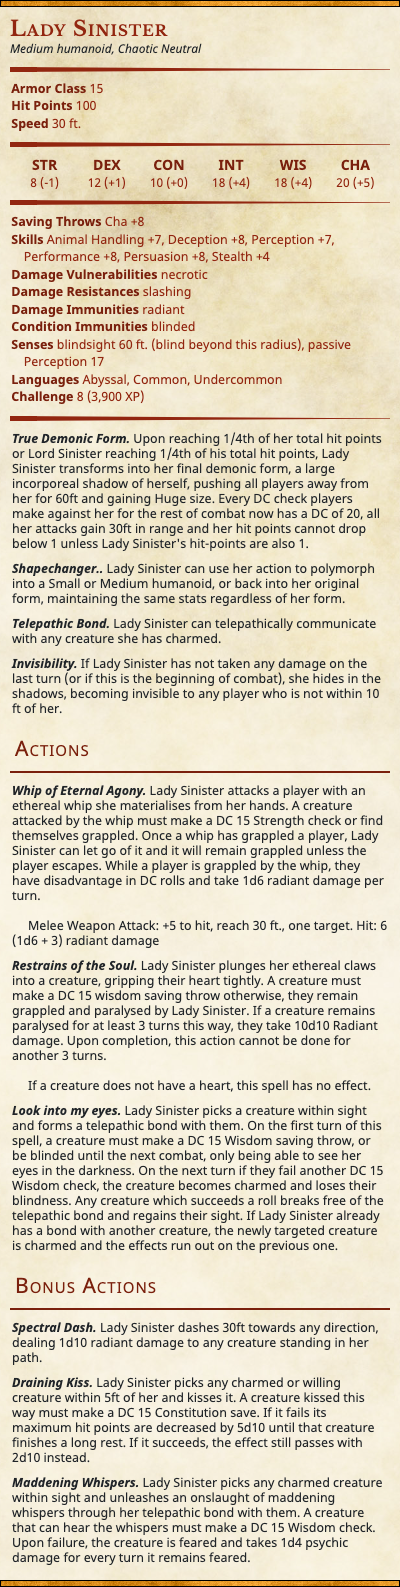 Lady Sinister
Medium humanoid, Chaotic Neutral
Armor Class 15
Hit Points 100
Speed 30 ft.
STR DEX CON INT WIS CHA
8 (-1) 12 (+1) 10 (+0) 18 (+4) 18 (+4) 20 (+5)
Saving Throws Cha +8
Skills Animal Handling +7, Deception +8, Perception +7,
Performance +8, Persuasion +8, Stealth +4
Damage Vulnerabilities necrotic
Damage Resistances slashing
Damage Immunities radiant
Condition Immunities blinded
Senses blindsight 60 ft. (blind beyond this radius), passive
Perception 17
Languages Abyssal, Common, Undercommon
Challenge 8 (3,900 XP)
True Demonic Form. Upon reaching 1/4th of her total hit points
or Lord Sinister reaching 1/4th of his total hit points, Lady
Sinister transforms into her final demonic form, a large
incorporeal shadow of herself, pushing all players away from
her for 60ft and gaining Huge size. Every DC check players
make against her for the rest of combat now has a DC of 20, all
her attacks gain 30ft in range and her hit points cannot drop
below 1 unless Lady Sinister's hit-points are also 1.
Shapechanger.. Lady Sinister can use her action to polymorph
into a Small or Medium humanoid, or back into her original
form, maintaining the same stats regardless of her form.
Telepathic Bond. Lady Sinister can telepathically communicate
with any creature she has charmed.
Invisibility. If Lady Sinister has not taken any damage on the
last turn (or if this is the beginning of combat), she hides in the
shadows, becoming invisible to any player who is not within 10
ft of her.
Actions
Whip of Eternal Agony. Lady Sinister attacks a player with an
ethereal whip she materialises from her hands. A creature
attacked by the whip must make a DC 15 Strength check or find
themselves grappled. Once a whip has grappled a player, Lady
Sinister can let go of it and it will remain grappled unless the
player escapes. While a player is grappled by the whip, they
have disadvantage in DC rolls and take 1d6 radiant damage per
turn.
Melee Weapon Attack: +5 to hit, reach 30 ft., one target. Hit: 6
(1d6 + 3) radiant damage
Restrains of the Soul. Lady Sinister plunges her ethereal claws
into a creature, gripping their heart tightly. A creature must
make a DC 15 wisdom saving throw otherwise, they remain
grappled and paralysed by Lady Sinister. If a creature remains
paralysed for at least 3 turns this way, they take 10d10 Radiant
damage. Upon completion, this action cannot be done for
another 3 turns.
If a creature does not have a heart, this spell has no effect.
Look into my eyes. Lady Sinister picks a creature within sight
and forms a telepathic bond with them. On the first turn of this
spell, a creature must make a DC 15 Wisdom saving throw, or
be blinded until the next combat, only being able to see her
eyes in the darkness. On the next turn if they fail another DC 15
Wisdom check, the creature becomes charmed and loses their
blindness. Any creature which succeeds a roll breaks free of the
telepathic bond and regains their sight. If Lady Sinister already
has a bond with another creature, the newly targeted creature
is charmed and the effects run out on the previous one.
Bonus Actions
Spectral Dash. Lady Sinister dashes 30ft towards any direction,
dealing 1d10 radiant damage to any creature standing in her
path.
Draining Kiss. Lady Sinister picks any charmed or willing
creature within 5ft of her and kisses it. A creature kissed this
way must make a DC 15 Constitution save. If it fails its
maximum hit points are decreased by 5d10 until that creature
finishes a long rest. If it succeeds, the effect still passes with
2d10 instead.
Maddening Whispers. Lady Sinister picks any charmed creature
within sight and unleashes an onslaught of maddening
whispers through her telepathic bond with them. A creature
that can hear the whispers must make a DC 15 Wisdom check.
Upon failure, the creature is feared and takes 1d4 psychic
damage for every turn it remains feared.